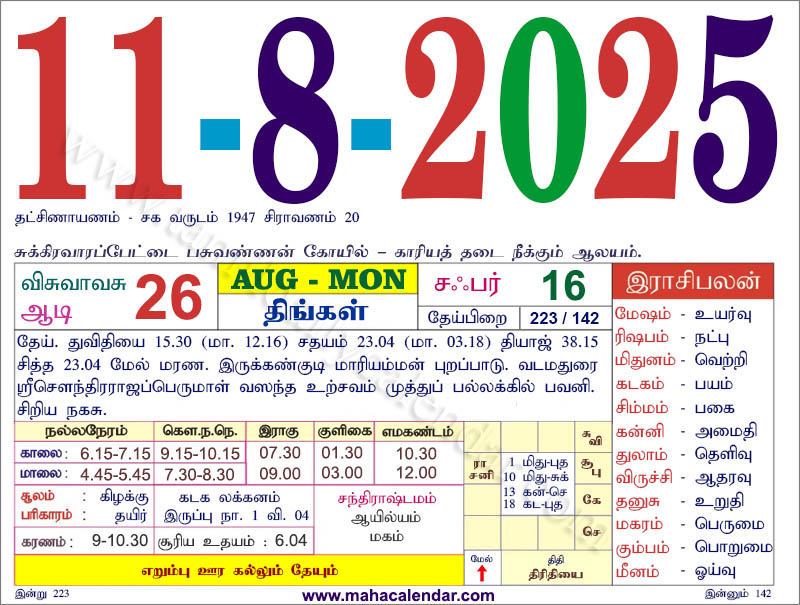 11-8-2025
தட்சிணாயணம் - சக வருடம் 1947 சிராவணம் 20
சுக்கிரவாரப்பேட்டை பசுவண்ணன் கோயில் – காரியத் தடை நீக்கும் ஆலயம்.
விசுவாவசு
ஆடி
26
AUG - MON
திங்கள்
சஃபர் 16
தேய்பிறை 223 / 142
தேய். துவிதியை 15.30 (மா. 12.16) சதயம் 23.04 (மா. 03.18) தியாஜ் 38.15
சித்த 23.04 மேல் மரண. இருக்கண்குடி மாரியம்மன் புறப்பாடு. வடமதுரை
ஸ்ரீசௌந்திரராஜப்பெருமாள் வஸந்த உற்சவம் முத்துப் பல்லக்கில் பவனி.
சிறிய நகசு.
நல்லநேரம் கௌ.ந.நெ. இராகு குளிகை எமகண்டம்
காலை: 6.15-7.15 9.15-10.15 07.30 01.30 10.30
மாலை: 4.45-5.45 7.30-8.30 09.00 03.00 12.00
சூலம் : கிழக்கு
பரிகாரம் : தயிர்
கடக லக்கனம்
இருப்பு நா. 1 வி. 04
கரணம் : 9-10.30
சூரிய உதயம் : 6.04
சந்திராஷ்டமம்
ஆயில்யம்
மகம்
எறும்பு ஊர கல்லும் தேயும்
சு
வி
ரா
சனி
1 மிது-புத
10 மிது-சுக்
13 கன்-செ
18 கட-புத
சூ
பு
கே
செ
மேல்
திதி
திரிதியை
இராசிபலன்
மேஷம் - உயர்வு
ரிஷபம் - நட்பு
மிதுனம் - வெற்றி
கடகம் - பயம்
சிம்மம் - பகை
கன்னி - அமைதி
துலாம் - தெளிவு
விருச்சி - ஆதரவு
தனுசு - உறுதி
மகரம் - பெருமை
கும்பம் - பொறுமை
மீனம் - ஓய்வு
இன்று 223
www.mahacalendar.com
இன்னும் 142